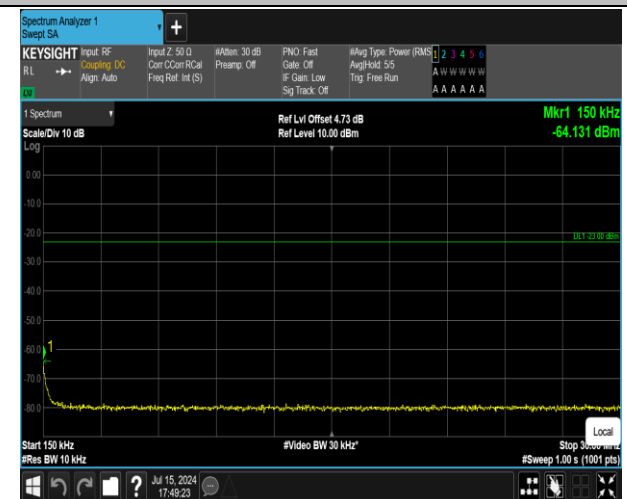 Spectrum Analyzer 1
Swept SA
+
KEYSIGHT
RL
LW
Input: RF
Coupling: DC
Align: Auto
Input Z: 50 Ω
Corr CCorr RCal
Freq Ref: Int (S)
#Atten: 30 dB
Preamp: Off
PNO: Fast
Gate: Off
IF Gain: Low
Sig Track: Off
#Avg Type: Power (RMS
Avg|Hold: 5/5
Trig: Free Run
1 2 3 4 5 6
A W W W W W
A A A A A A
1 Spectrum
Scale/Div 10 dB
Log
Ref Lvl Offset 4.73 dB
Ref Level 10.00 dBm
Mkr1 150 kHz
-64.131 dBm
0.00
-10.0
-20.0
DL1 -23.00 dBm
-30.0
-40.0
-50.0
1
-60.0
-70.0
-80.0
Local
Start 150 kHz
#Video BW 30 kHz*
Stop 30.00 MHz
#Res BW 10 kHz
#Sweep 1.00 s (1001 pts)
?
Jul 15, 2024
17:49:23